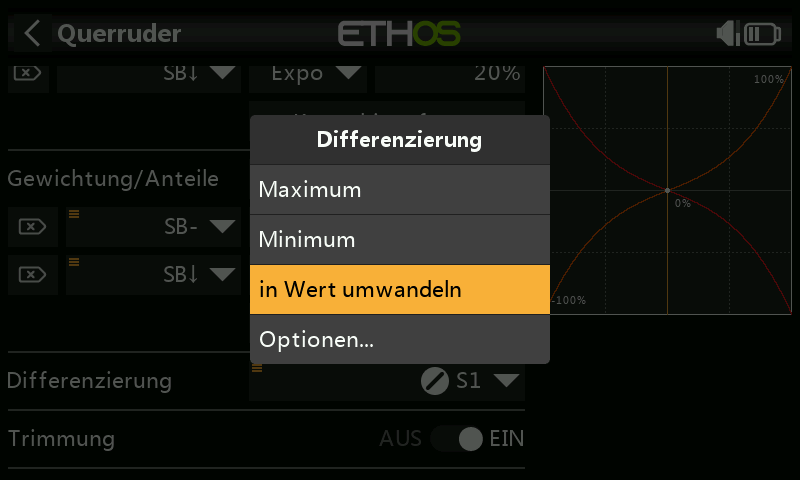 Querruder
ETHOS
SB↓ Expo 20%
100%
Differenzierung
Gewichtung/Anteile
Maximum
SB-
Minimum
0%
SB↓
in Wert umwandeln
-100%
Optionen...
Differenzierung S1
Trimmung AUS EIN